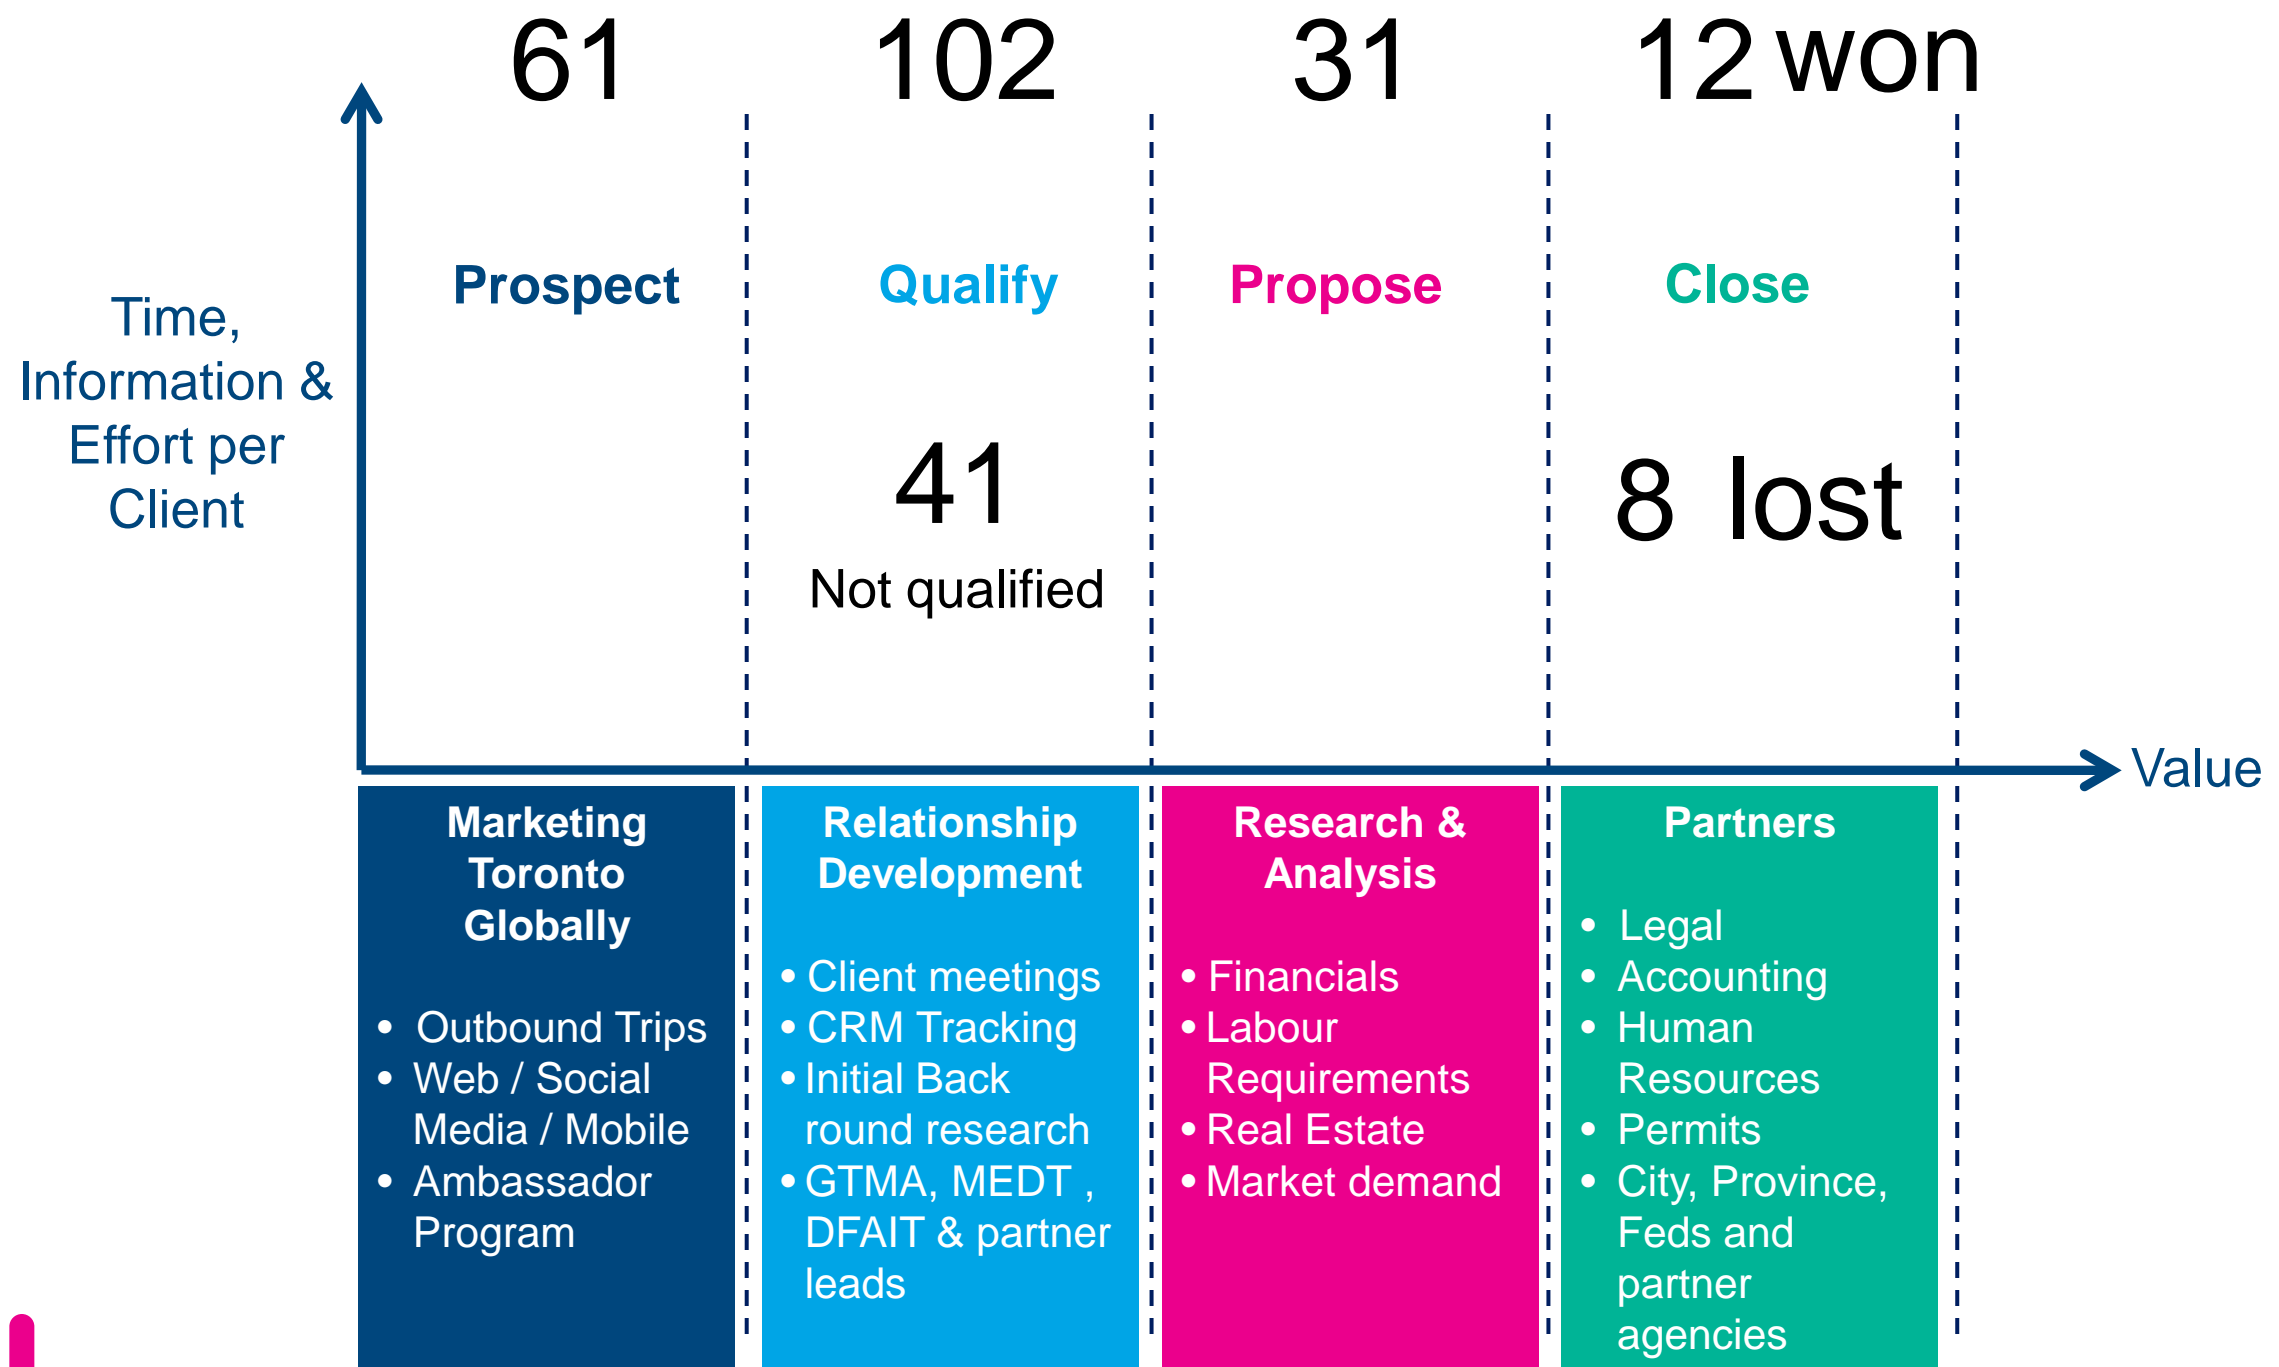 61
102
31
12 won
Prospect
Qualify
Propose
Close
Time,
Information &
Effort per
Client
41
Not qualified
8 lost
Value
Marketing
Toronto
Globally
• Outbound Trips
• Web / Social
Media / Mobile
• Ambassador
Program
Relationship
Development
• Client meetings
• CRM Tracking
• Initial Back
round research
• GTMA, MEDT ,
DFAIT & partner
leads
Research &
Analysis
• Financials
• Labour
Requirements
• Real Estate
• Market demand
Partners
• Legal
• Accounting
• Human
Resources
• Permits
• City, Province,
Feds and
partner
agencies